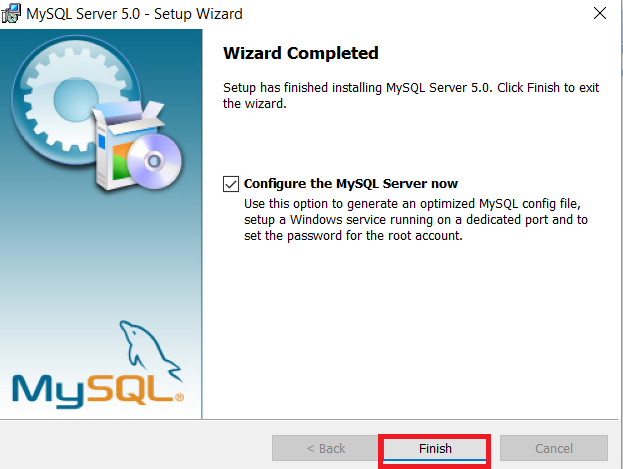 MySQL Server 5.0 - Setup Wizard
Wizard Completed
Setup has finished installing MySQL Server 5.0. Click Finish to exit
the wizard.
Configure the MySQL Server now
Use this option to generate an optimized MySQL config file,
setup a Windows service running on a dedicated port and to
set the password for the root account.
MySQL®
< Back
Finish
Cancel